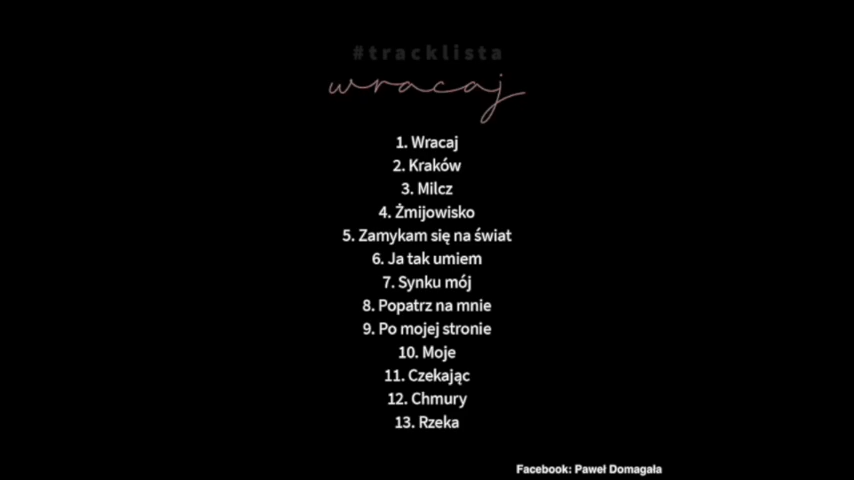 #tracklista
wracaj
1. Wracaj
2. Kraków
3. Milcz
4. Żmijowisko
5. Zamykam się na świat
6. Ja tak umiem
7. Synku mój
8. Popatrz na mnie
9. Po mojej stronie
10. Moje
11. Czekając
12. Chmury
13. Rzeka
Facebook: Paweł Domagała